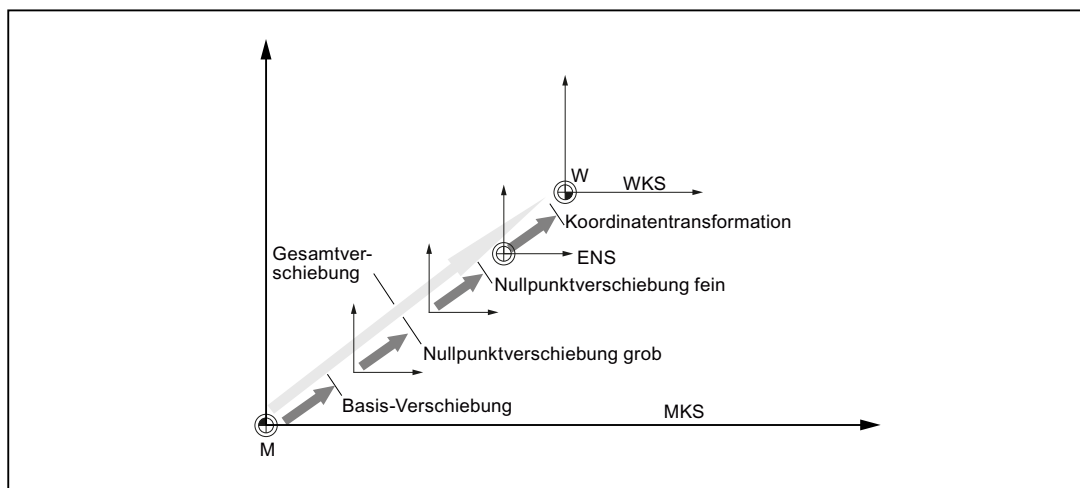 W
WKS
Koordinatentransformation
Gesamtver-
schiebung
ENS
Nullpunktverschiebung fein
Nullpunktverschiebung grob
Basis-Verschiebung
MKS
M